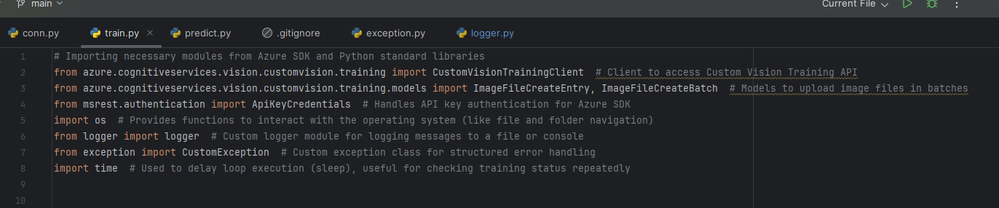 main
Current File
conn.py
train.py
predict.py
.gitignore
exception.py
logger.py
1 # Importing necessary modules from Azure SDK and Python standard libraries
2 from azure.cognitiveservices.vision.customvision.training import CustomVisionTrainingClient  # Client to access Custom Vision Training API
3 from azure.cognitiveservices.vision.customvision.training.models import ImageFileCreateEntry, ImageFileCreateBatch  # Models to upload image files in batches
4 from msrest.authentication import ApiKeyCredentials  # Handles API key authentication for Azure SDK
5 import os  # Provides functions to interact with the operating system (like file and folder navigation)
6 from logger import logger  # Custom logger module for logging messages to a file or console
7 from exception import CustomException  # Custom exception class for structured error handling
8 import time  # Used to delay loop execution (sleep), useful for checking training status repeatedly
9
10